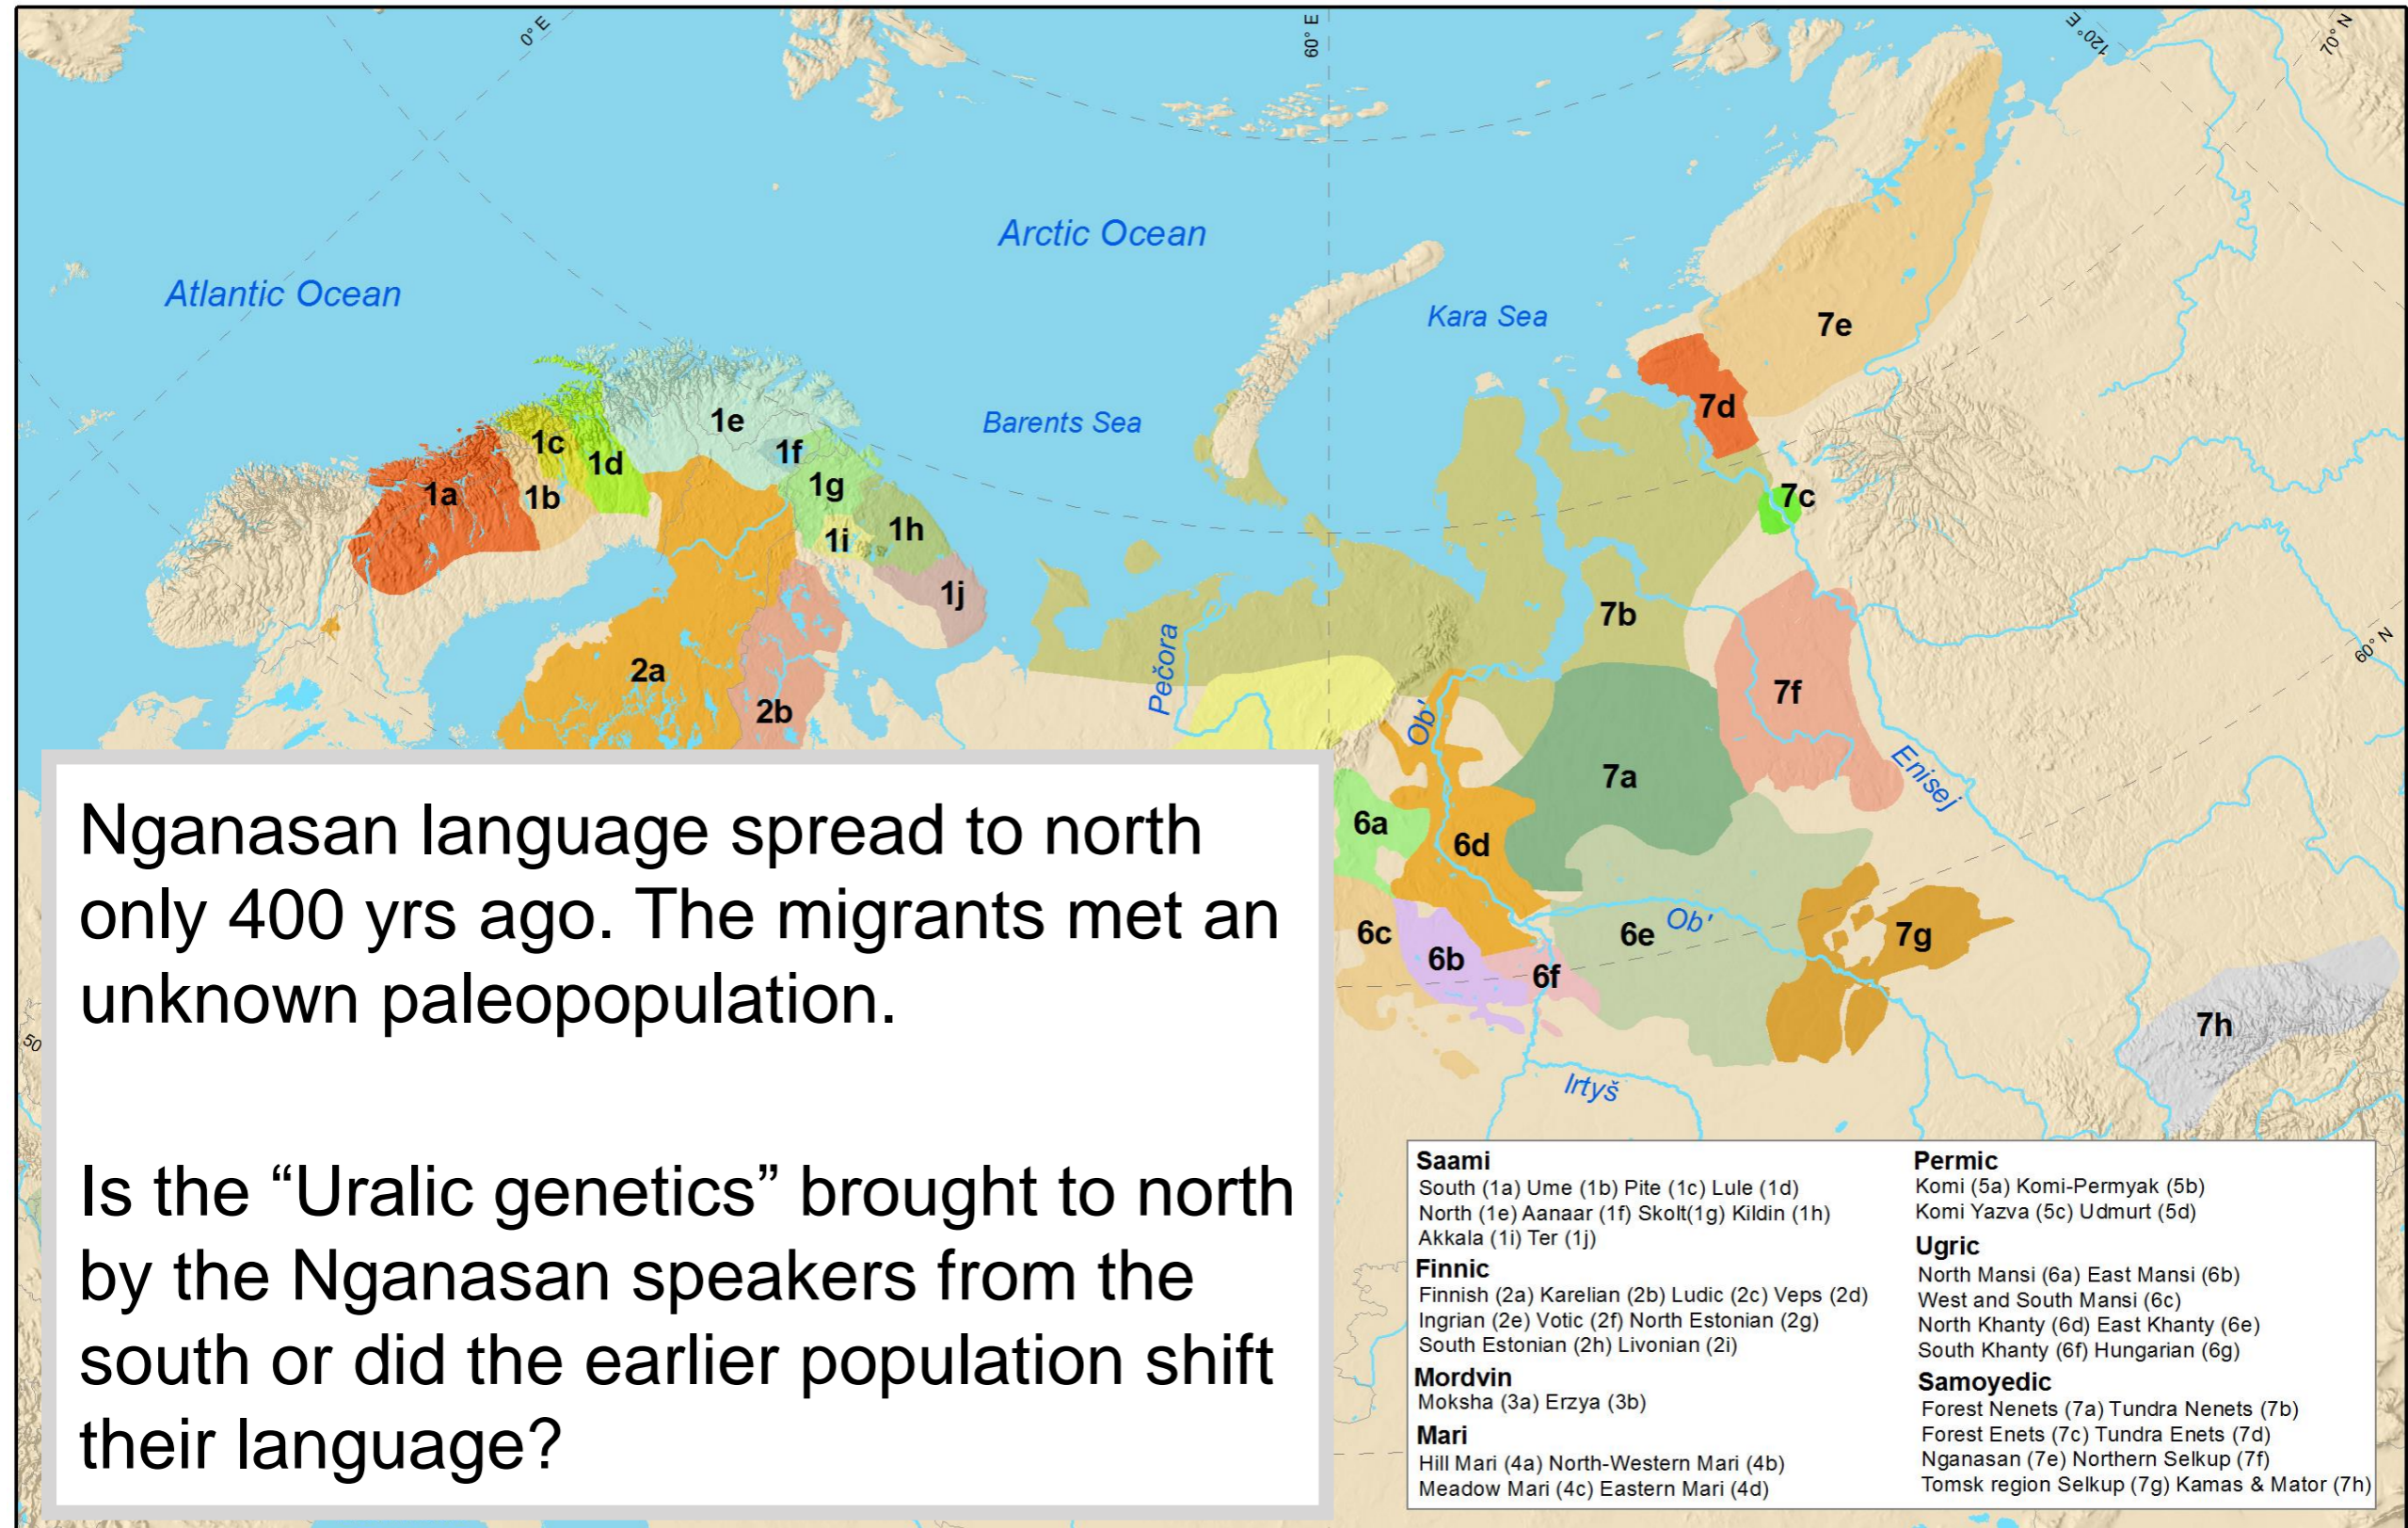 0° E
60° E
120° E
70° N
Arctic Ocean
Atlantic Ocean
Kara Sea
Barents Sea
7e
7d
7c
1e
1c
1f
1d
1a
1b
1g
1h
1i
1j
7b
60° N
Pečora
2a
2b
7f
Ob'
7a
Enisej
6a
6d
6c
6b
6e
Ob'
6f
7g
7h
Irtyš
50
Nganasan language spread to north
only 400 yrs ago. The migrants met an
unknown paleopopulation.
Is the “Uralic genetics” brought to north
by the Nganasan speakers from the
south or did the earlier population shift
their language?
Saami
South (1a) Ume (1b) Pite (1c) Lule (1d)
North (1e) Aanaar (1f) Skolt(1g) Kildin (1h)
Akkala (1i) Ter (1j)
Finnic
Finnish (2a) Karelian (2b) Ludic (2c) Veps (2d)
Ingrian (2e) Votic (2f) North Estonian (2g)
South Estonian (2h) Livonian (2i)
Mordvin
Moksha (3a) Erzya (3b)
Mari
Hill Mari (4a) North-Western Mari (4b)
Meadow Mari (4c) Eastern Mari (4d)
Permic
Komi (5a) Komi-Permyak (5b)
Komi Yazva (5c) Udmurt (5d)
Ugric
North Mansi (6a) East Mansi (6b)
West and South Mansi (6c)
North Khanty (6d) East Khanty (6e)
South Khanty (6f) Hungarian (6g)
Samoyedic
Forest Nenets (7a) Tundra Nenets (7b)
Forest Enets (7c) Tundra Enets (7d)
Nganasan (7e) Northern Selkup (7f)
Tomsk region Selkup (7g) Kamas & Mator (7h)